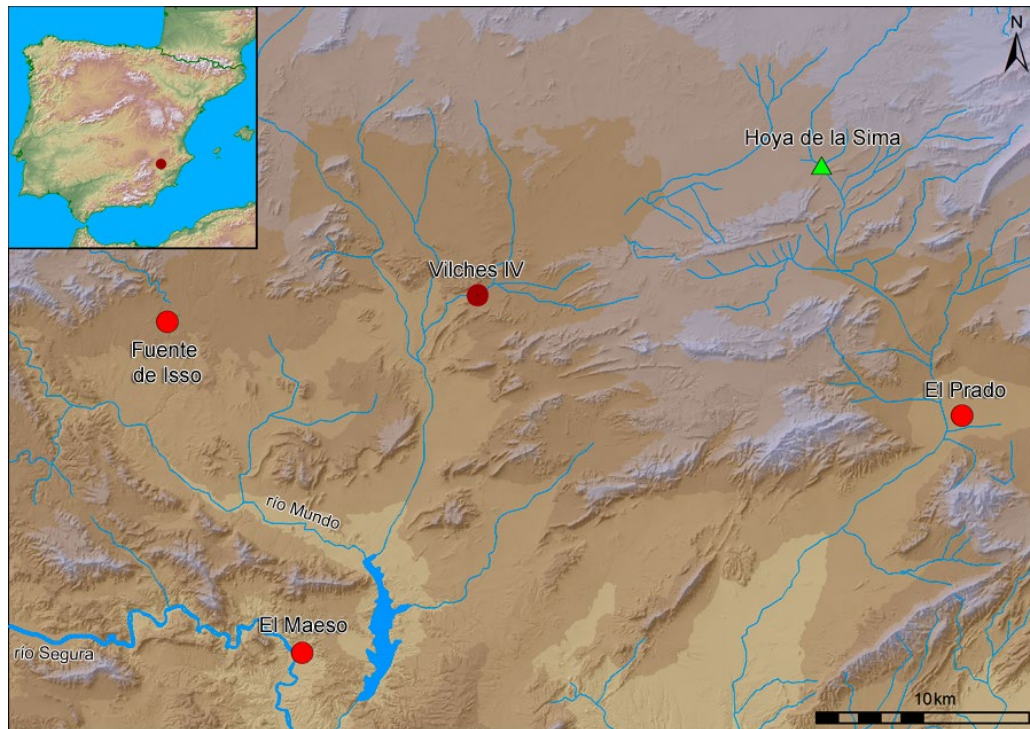 N
Hoya de la Sima
Vilches IV
Fuente
de Isso
El Prado
río Mundo
El Maeso
río Segura
10km